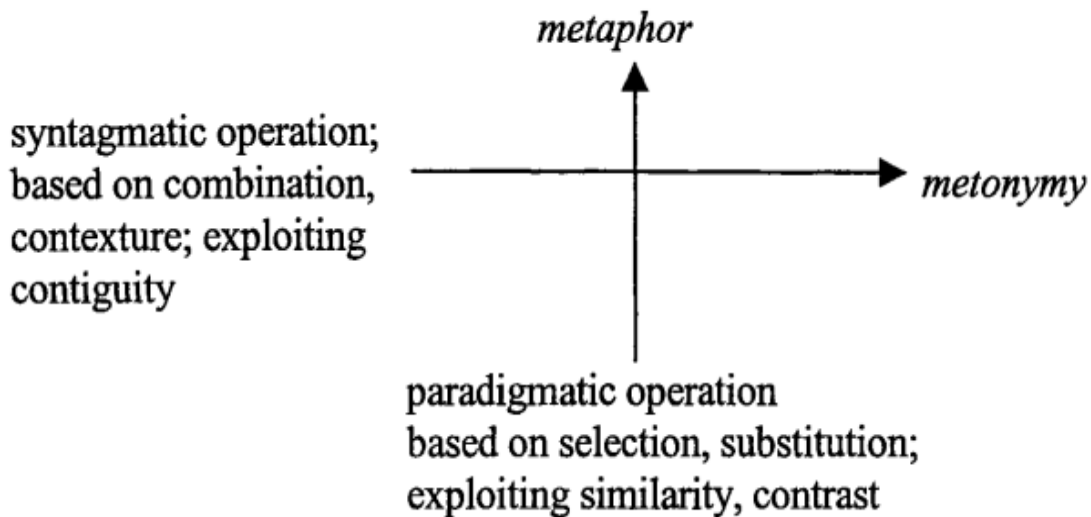 metaphor
syntagmatic operation;
based on combination,
contexture; exploiting
contiguity
metonymy
paradigmatic operation
based on selection, substitution;
exploiting similarity, contrast